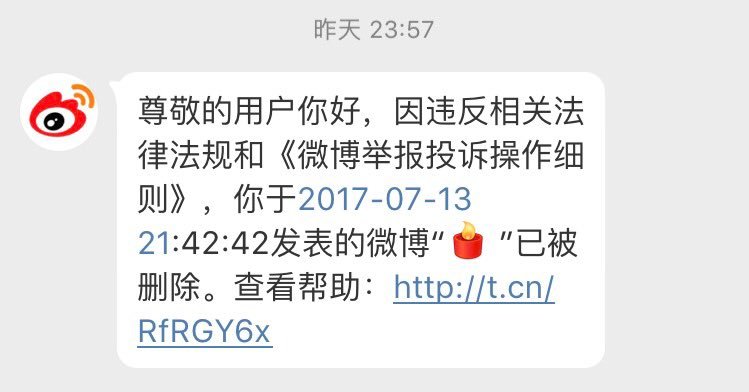 昨天 23:57
尊敬的用户你好，因违反相关法
律法规和《微博举报投诉操作细
则》，你于2017-07-13
21:42:42发表的微博“🕯 ”已被
删除。查看帮助：http://t.cn/
RfRGY6x